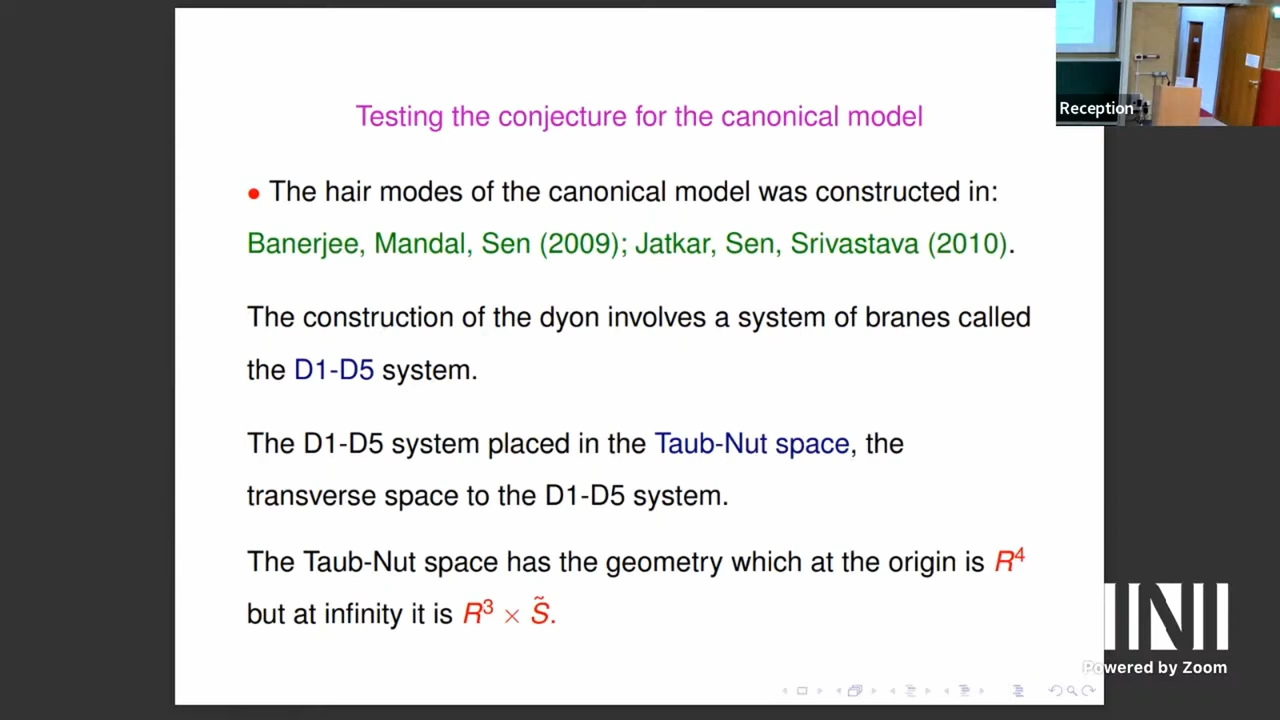 Testing the conjecture for the canonical model
• The hair modes of the canonical model was constructed in:
Banerjee, Mandal, Sen (2009); Jatkar, Sen, Srivastava (2010).
The construction of the dyon involves a system of branes called
the D1-D5 system.
The D1-D5 system placed in the Taub-Nut space, the
transverse space to the D1-D5 system.
The Taub-Nut space has the geometry which at the origin is R⁴
but at infinity it is R³ × S̃.
Reception
INI
Powered by Zoom